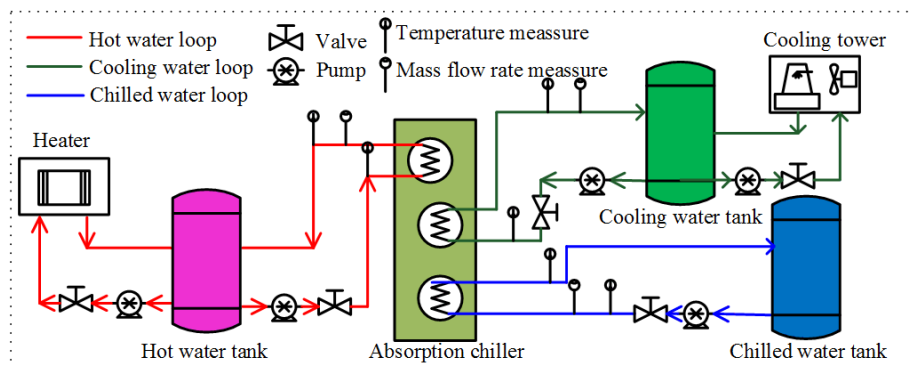 Hot water loop
Cooling water loop
Chilled water loop
Valve
Pump
Temperature meassure
Mass flow rate meassure
Cooling tower
Heater
Cooling water tank
Hot water tank
Absorption chiller
Chilled water tank